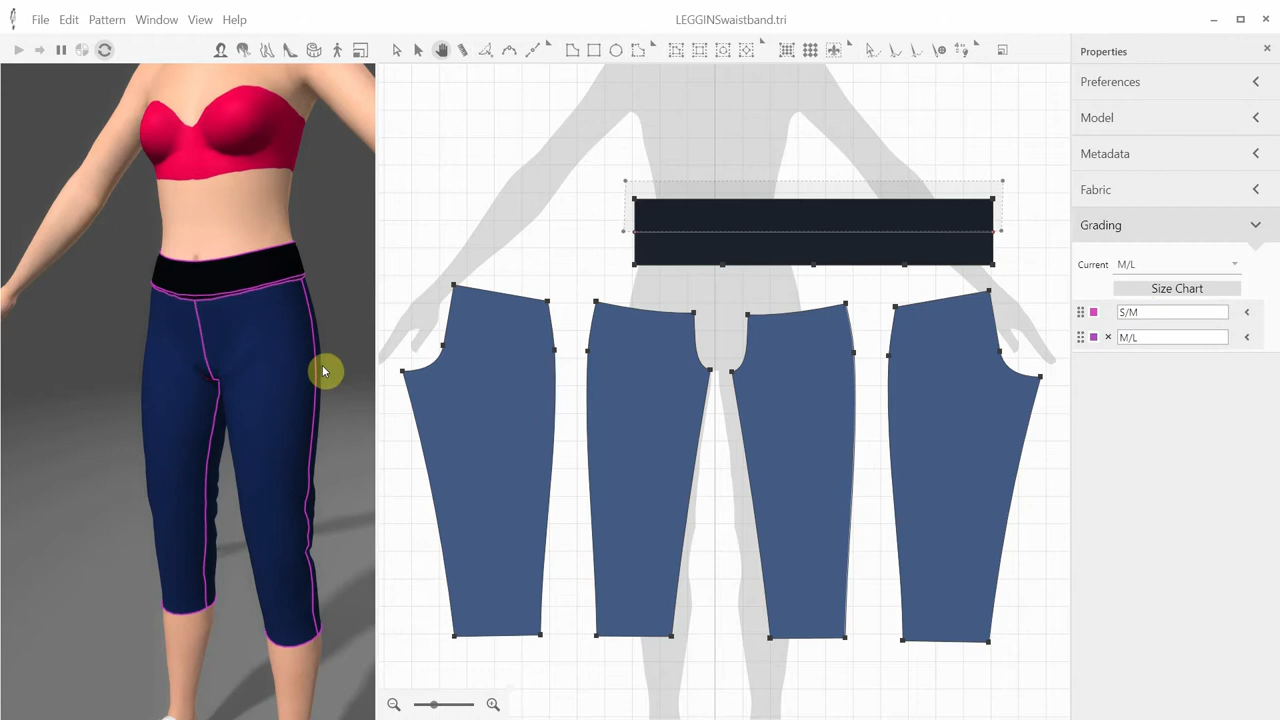 File Edit Pattern Window View Help
LEGGINSwaistband.tri
Properties
Preferences
Model
Metadata
Fabric
Grading
Current M/L
Size Chart
S/M
M/L